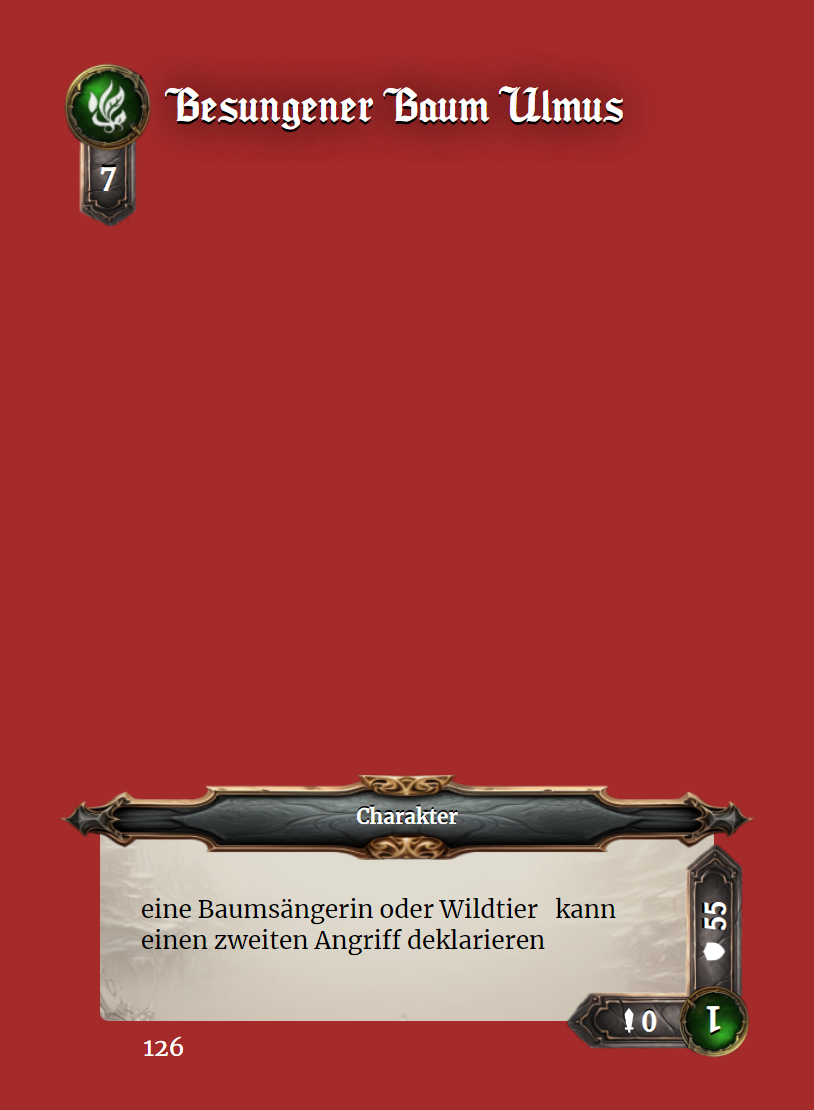 Besungener Baum Ulmus
7
Charakter
eine Baumsängerin oder Wildtier kann
einen zweiten Angriff deklarieren
55
0
1
126